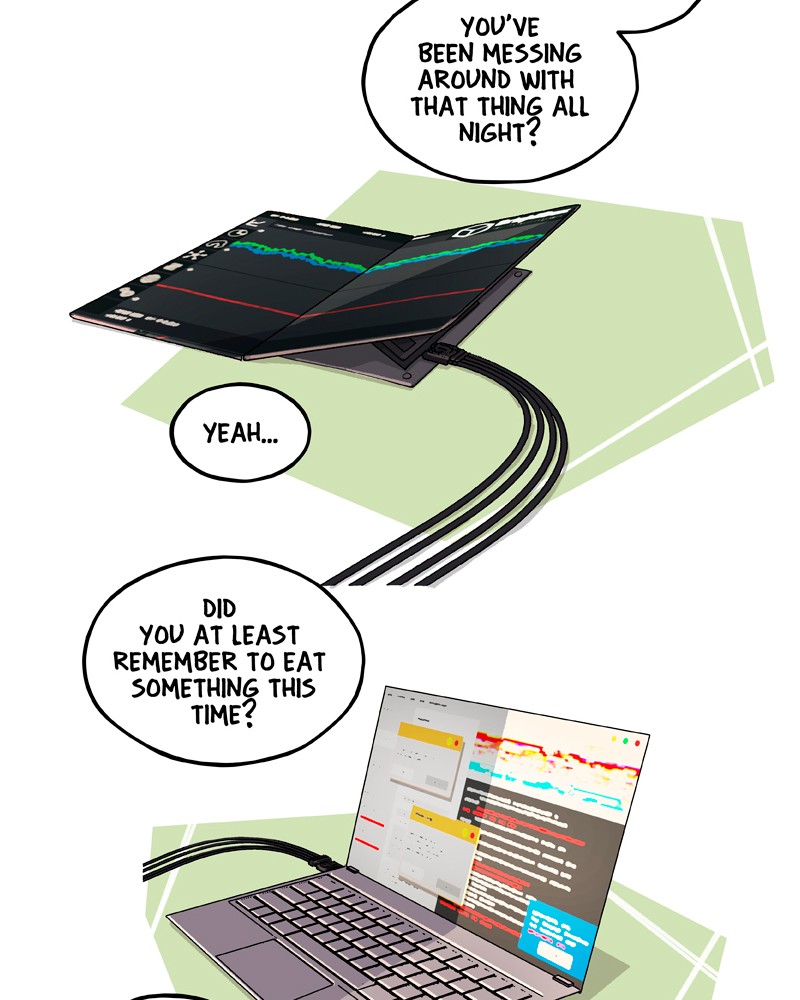 YOU'VE
BEEN MESSING
AROUND WITH
THAT THING ALL
NIGHT?
YEAH...
DID
YOU AT LEAST
REMEMBER TO EAT
SOMETHING THIS
TIME?